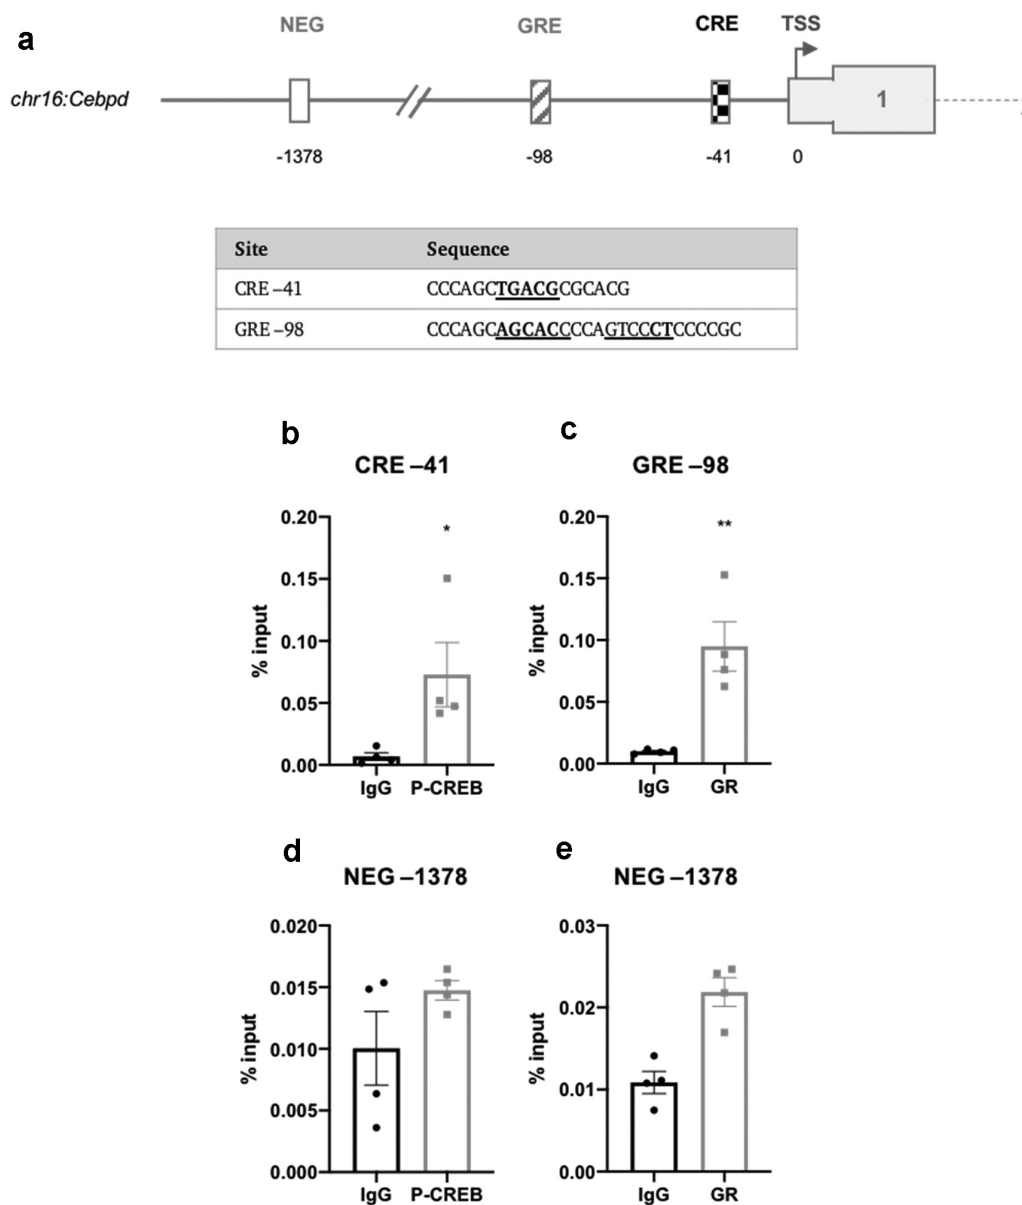 a
NEG GRE CRE TSS
chr16:Cebpd
1
-1378 -98 -41 0
Site Sequence
CRE –41 CCCAGCTGACGCGCACG
GRE –98 CCCAGCAGCACCCCAGTCCCTCCCCGC
b c
CRE –41 GRE –98
0.20 0.20
* **
0.15 0.15
% input % input
0.10 0.10
0.05 0.05
0.00 0.00
IgG P-CREB IgG GR
d e
NEG –1378 NEG –1378
0.020 0.03
0.015
0.02
% input % input
0.010
0.01
0.005
0.000 0.00
IgG P-CREB IgG GR